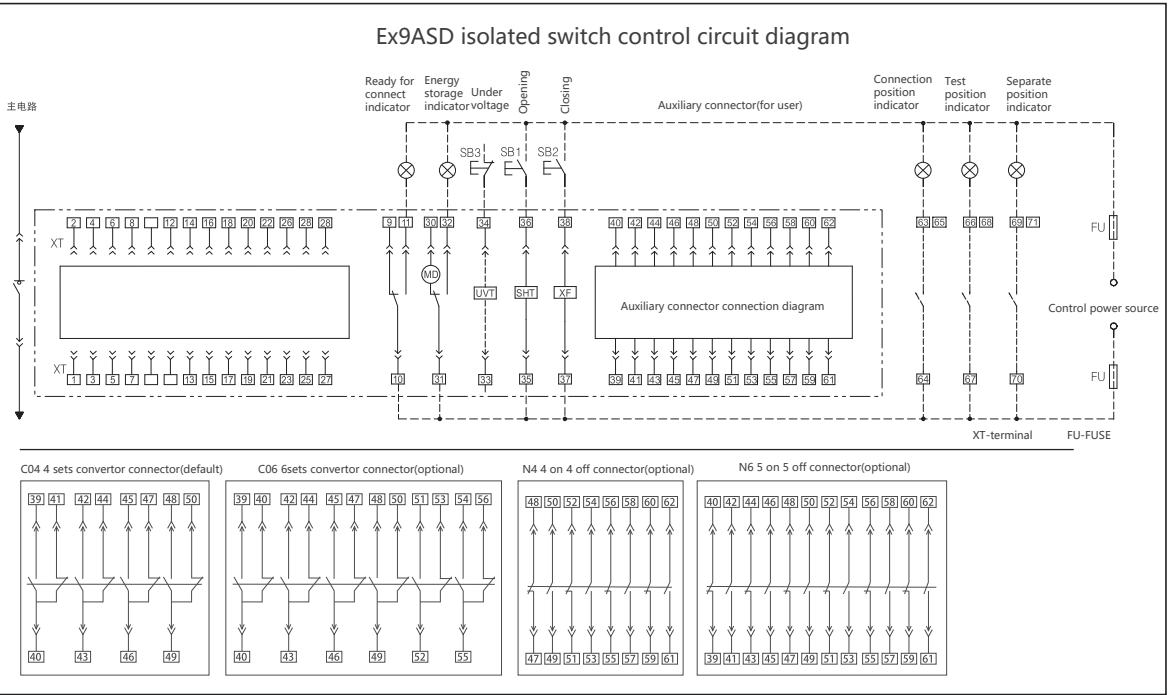 Ex9ASD isolated switch control circuit diagram
主电路
Ready for
connect
indicator
Energy
storage
indicator
Under
voltage
Opening
Closing
Auxiliary connector(for user)
Connection
position
indicator
Test
position
indicator
Separate
position
indicator
SB3
SB1
SB2
2 4 6 8 12 14 16 18 20 22 26 28 28
9 11 30 32 34 36 38
40 42 44 46 48 50 52 54 56 58 60 62
63 65 66 68 69 71
XT
FU
MD
UVT
SHT
XF
Auxiliary connector connection diagram
Control power source
XT
1 3 5 7 13 15 17 19 21 23 25 27
10 31 33 35 37
39 41 43 45 47 49 51 53 55 57 59 61
64 67 70
FU
XT-terminal
FU-FUSE
C04 4 sets convertor connector(default)
39 41 42 44 45 47 48 50
40 43 46 49
C06 6sets convertor connector(optional)
39 40 42 44 45 47 48 50 51 53 54 56
40 43 46 49 52 55
N4 4 on 4 off connector(optional)
48 50 52 54 56 58 60 62
47 49 51 53 55 57 59 61
N6 5 on 5 off connector(optional)
40 42 44 46 48 50 52 54 56 58 60 62
39 41 43 45 47 49 51 53 55 57 59 61